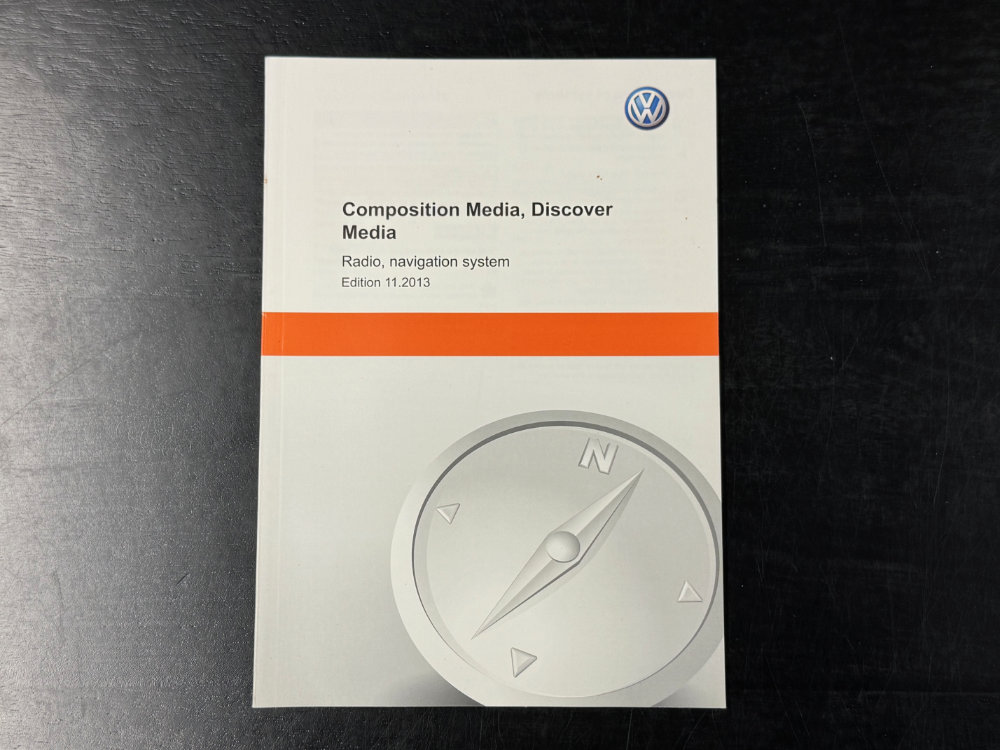 Composition Media, Discover
Media
Radio, navigation system
Edition 11.2013
N